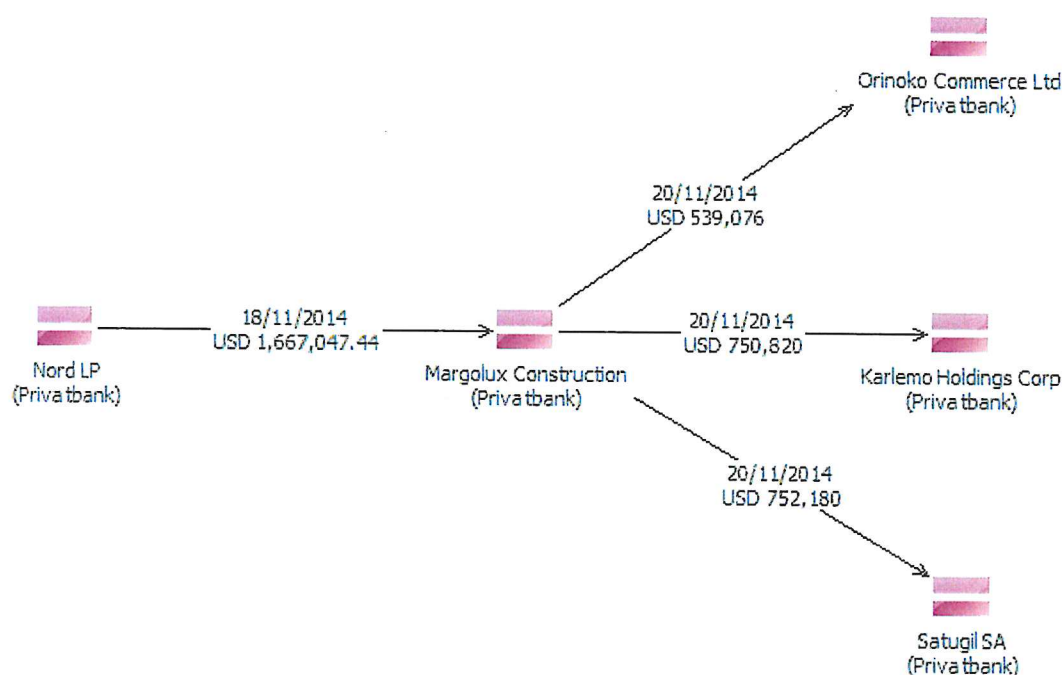 Orinoko Commerce Ltd
(Privatbank)
20/11/2014
USD 539,076
18/11/2014
USD 1,667,047.44
20/11/2014
USD 750,820
Nord LP
(Privatbank)
Margolux Construction
(Privatbank)
Karlemo Holdings Corp
(Privatbank)
20/11/2014
USD 752,180
Satugil SA
(Privatbank)